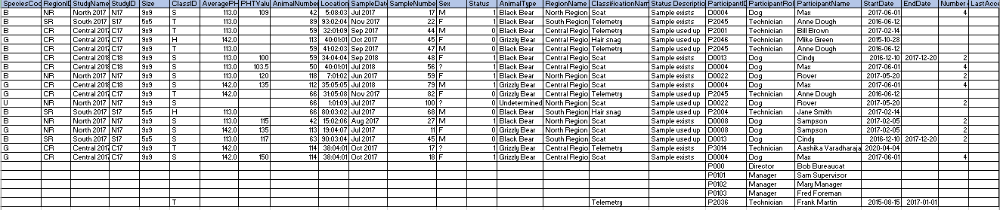 SpeciesCod RegionID StudyName StudyID Size ClassID AveragePH PHTValu AnimalNumber Location SampleDate SampleNumber Sex Status AnimalType RegionName ClassificationNam Status Descriptio ParticipantID ParticipantRol ParticipantName StartDate EndDate Number LastAcce
B NR North 2017 N17 9x9 S 113.0 109 42 5:08:03 Jul 2017 17 M 1 Black Bear North Region Scat Sample exists D0004 Dog Max 2017-06-01 4
B SR South 2017 S17 5x5 T 113.0 89 93:02:04 Nov 2017 22 F 1 Black Bear South Region Telemetry Sample exists P2045 Technician Anne Dough 2016-06-12
B CR Central 2017 C17 9x9 T 113.0 59 32:01:09 Sep 2017 44 M 0 Black Bear Central Regio Telemetry Sample used up P2001 Technician Bill Brown 2017-02-14
G CR Central 2017 C17 9x9 H 142.0 113 40:01:01 Oct 2017 45 F 0 Grizzly Bear Central Regio Hair snag Sample used up P2046 Technician Mike Green 2015-10-28
B CR Central 2017 C17 9x9 T 113.0 59 41:02:03 Sep 2017 47 M 0 Black Bear Central Regio Telemetry Sample used up P2045 Technician Anne Dough 2016-06-12
B CR Central 2018 C18 9x9 S 113.0 100 59 34:04:04 Sep 2018 48 F 1 Black Bear Central Regio Scat Sample exists D0013 Dog Cindy 2016-12-10 2017-12-20 2
B CR Central 2018 C18 9x9 S 113.0 103.5 50 40:01:01 Jul 2018 56 ? 1 Black Bear Central Regio Scat Sample exists D0004 Dog Max 2017-06-01 4
B NR North 2017 N17 9x9 S 113.0 120 118 7:01:02 Jun 2017 59 F 1 Black Bear North Region Scat Sample exists D0022 Dog Rover 2017-05-20 2
G CR Central 2018 C18 9x9 S 142.0 135 112 35:05:05 Jul 2018 79 M 1 Grizzly Bear Central Regio Scat Sample exists D0004 Dog Max 2017-06-01 4
G CR Central 2017 C17 9x9 T 142.0 66 31:05:08 Nov 2017 82 F 0 Grizzly Bear Central Regio Telemetry Sample used up P2045 Technician Anne Dough 2016-06-12
U NR North 2017 N17 9x9 S 66 1:01:09 Jul 2017 100 ? 0 Undetermined North Region Scat Sample used up D0022 Dog Rover 2017-05-20 2
B SR South 2017 S17 5x5 H 113.0 66 80:03:02 Jul 2017 68 M 0 Black Bear South Region Hair snag Sample used up P2004 Technician Jane Smith 2017-02-14
B NR North 2017 N17 9x9 S 113.0 115 42 15:02:06 Aug 2017 27 M 1 Black Bear North Region Scat Sample exists D0008 Dog Sampson 2017-02-05 2
G NR North 2017 N17 9x9 S 142.0 135 113 19:04:07 Jul 2017 11 F 0 Grizzly Bear North Region Scat Sample used up D0008 Dog Sampson 2017-02-05 2
B SR South 2017 S17 5x5 S 113.0 117 63 90:03:04 Jul 2017 45 M 0 Black Bear South Region Scat Sample used up D0013 Dog Cindy 2016-12-10 2017-12-20 2
G CR Central 2017 C17 9x9 T 142.0 114 38:04:01 Oct 2017 17 ? 1 Grizzly Bear Central Regio Telemetry Sample exists P3014 Technician Aashika Varadharaja 2020-04-04
G CR Central 2017 C17 9x9 S 142.0 150 114 38:04:01 Oct 2017 18 F 1 Grizzly Bear Central Regio Scat Sample exists D0004 Dog Max 2017-06-01 4
P000 Director Bob Bureaucat
P0101 Manager Sam Supervisor
P0102 Manager Mary Manager
P0103 Manager Fred Foreman
T Telemetry P2036 Technician Frank Martin 2015-08-15 2017-01-01